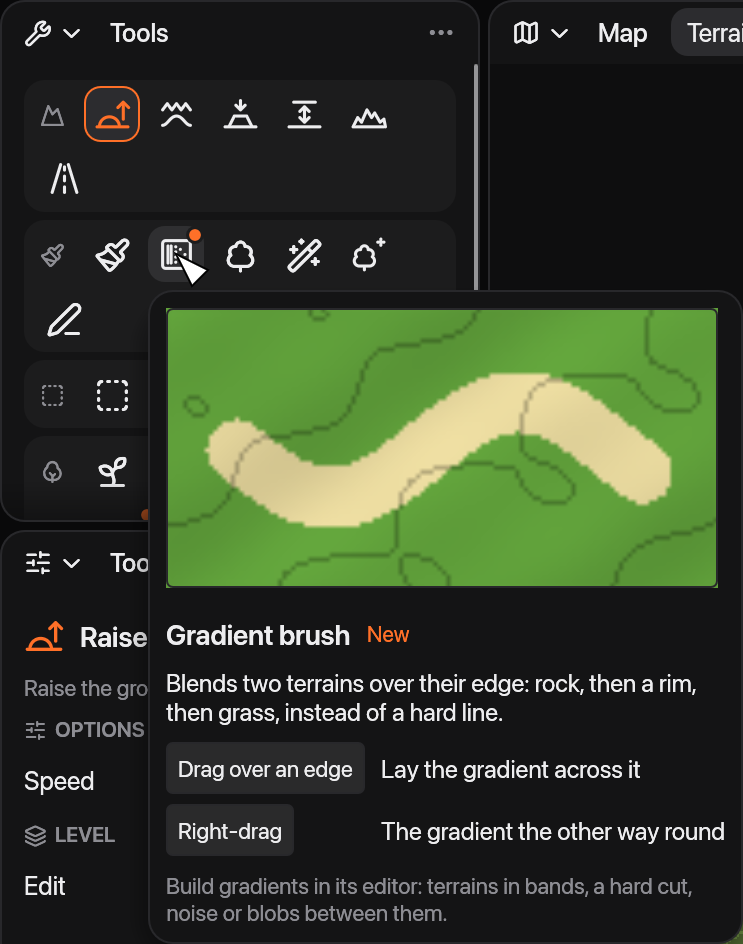 Tools
Map
Terrai
Gradient brush New
Blends two terrains over their edge: rock, then a rim,
then grass, instead of a hard line.
Drag over an edge Lay the gradient across it
Right-drag The gradient the other way round
Build gradients in its editor: terrains in bands, a hard cut,
noise or blobs between them.
Too
Raise
Raise the gro
OPTIONS
Speed
LEVEL
Edit